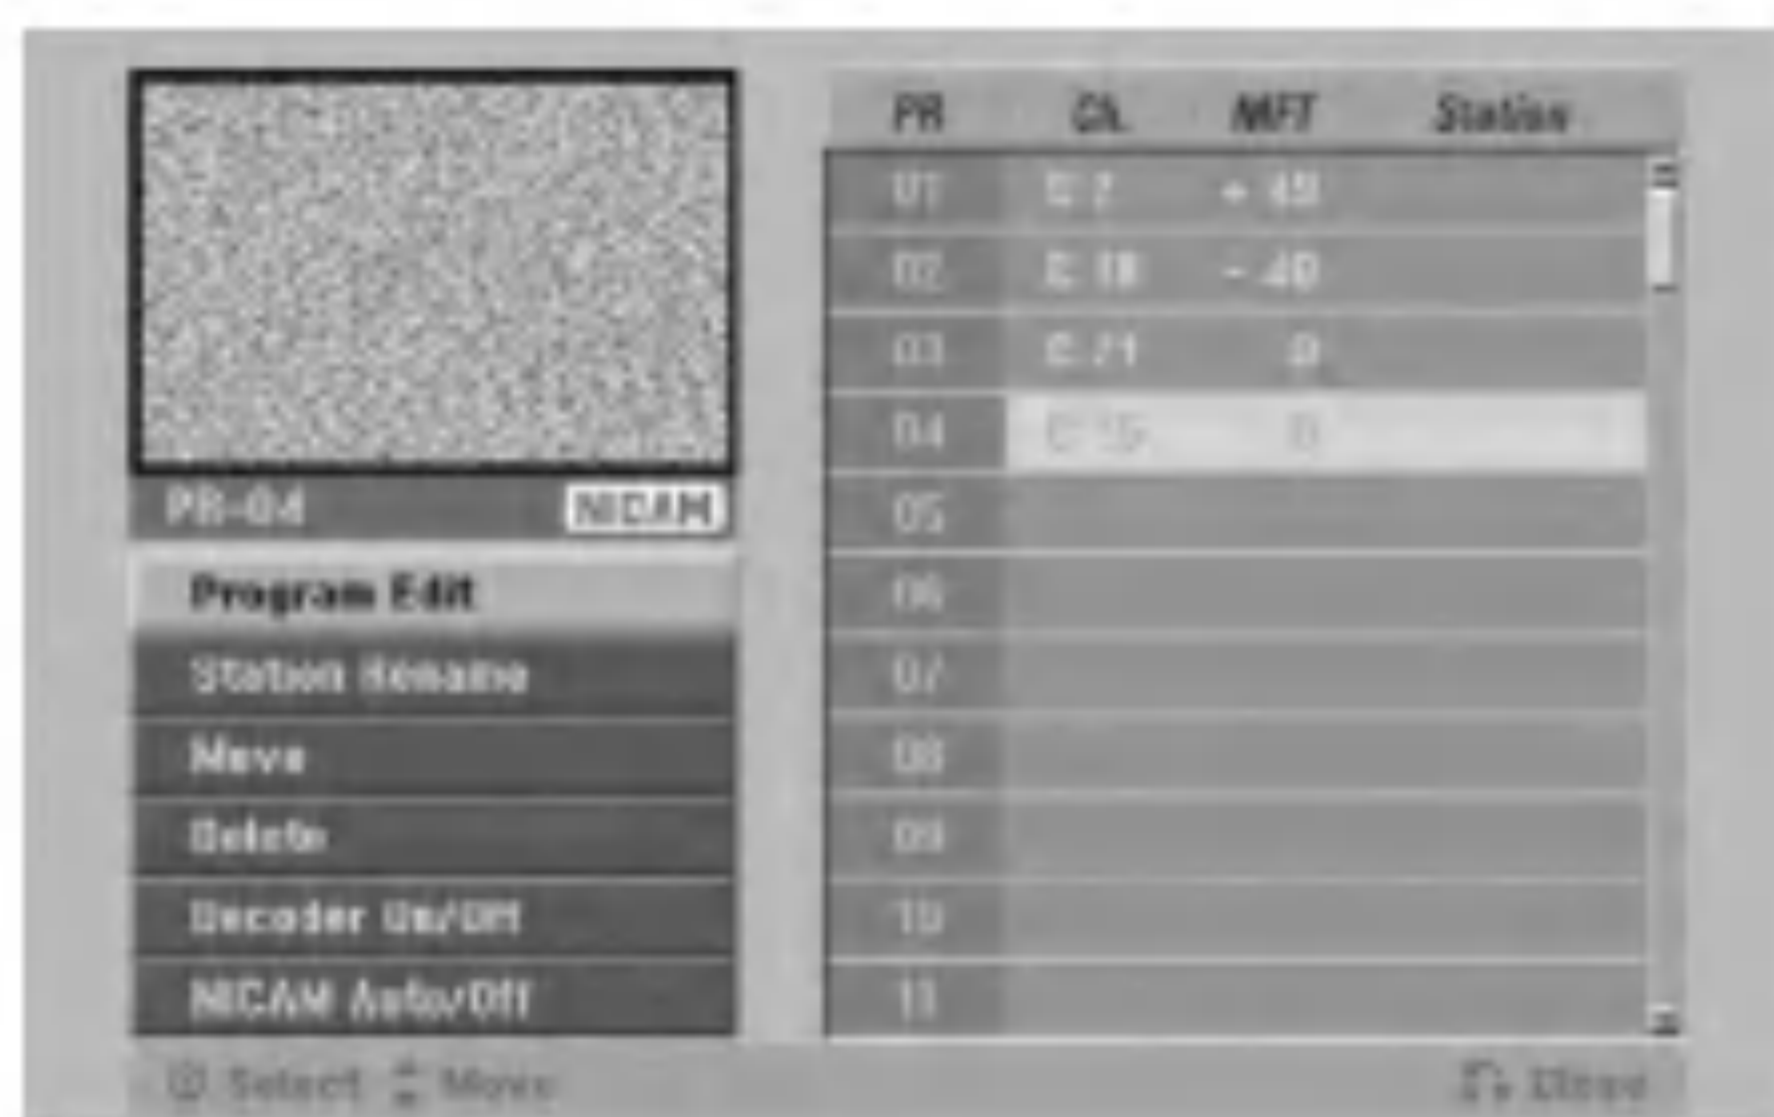 PR Ch. MFT Station
01
02 - 40
03 0
04 0
05
06
07
08
09
10
11
PR-04 NICAM
Program Edit
Station Rename
Move
Delete
Decoder On/Off
NICAM Auto/Off
Select Move Close